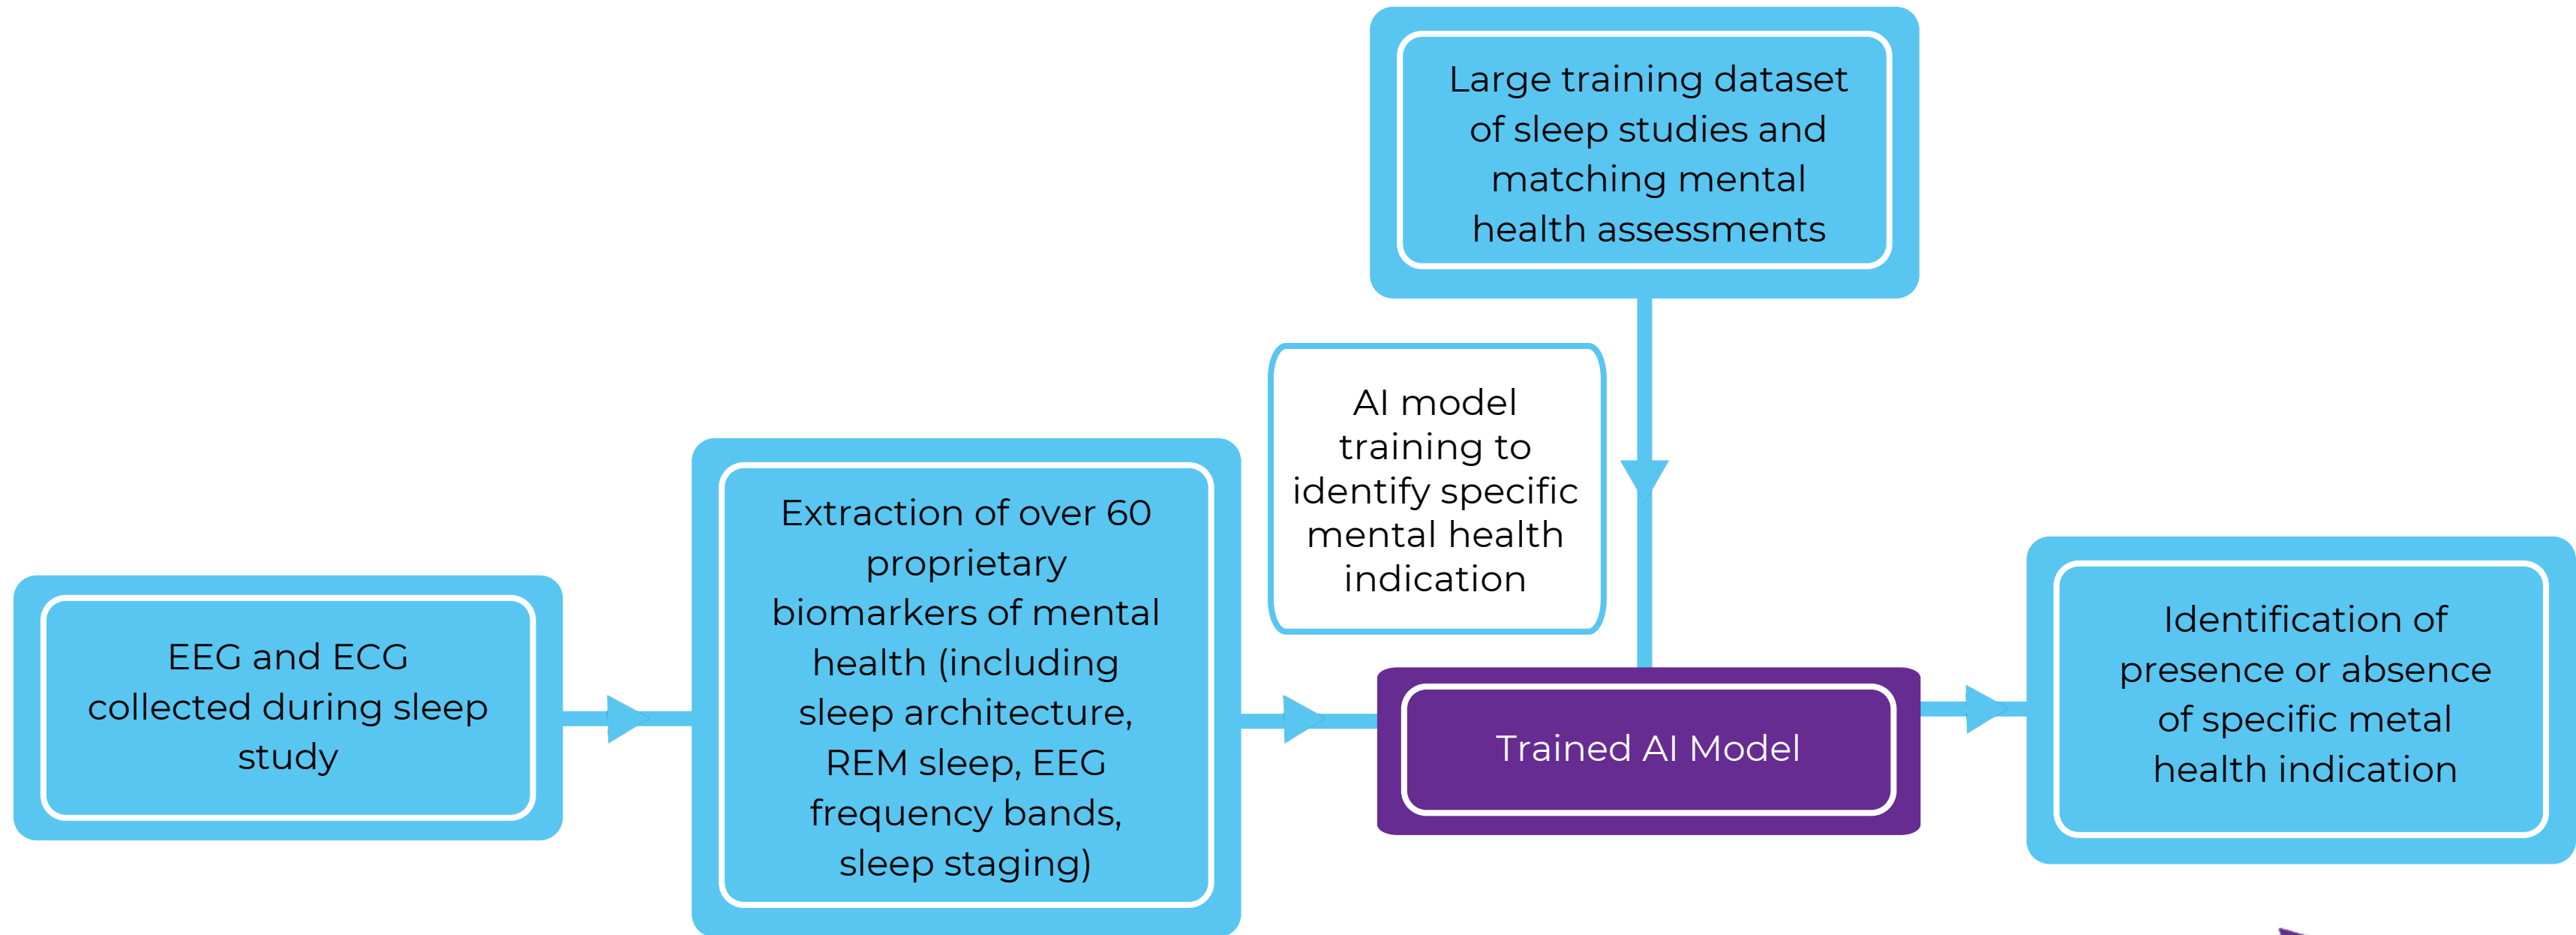 Large training dataset
of sleep studies and
matching mental
health assessments
AI model
training to
identify specific
mental health
indication
EEG and ECG
collected during sleep
study
Extraction of over 60
proprietary
biomarkers of mental
health (including
sleep architecture,
REM sleep, EEG
frequency bands,
sleep staging)
Trained AI Model
Identification of
presence or absence
of specific metal
health indication